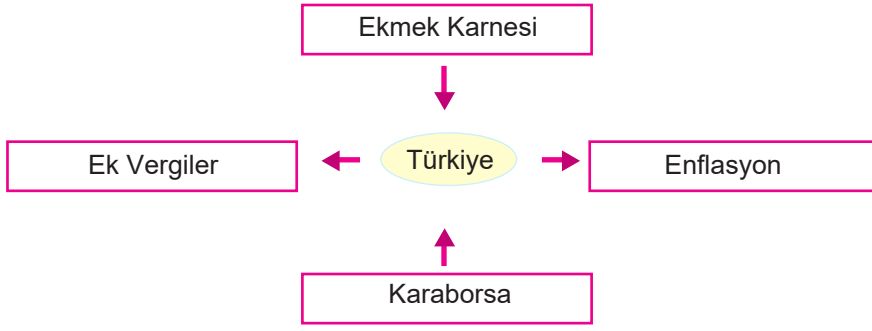 Ekmek Karnesi
Ek Vergiler
Türkiye
Enflasyon
Karaborsa